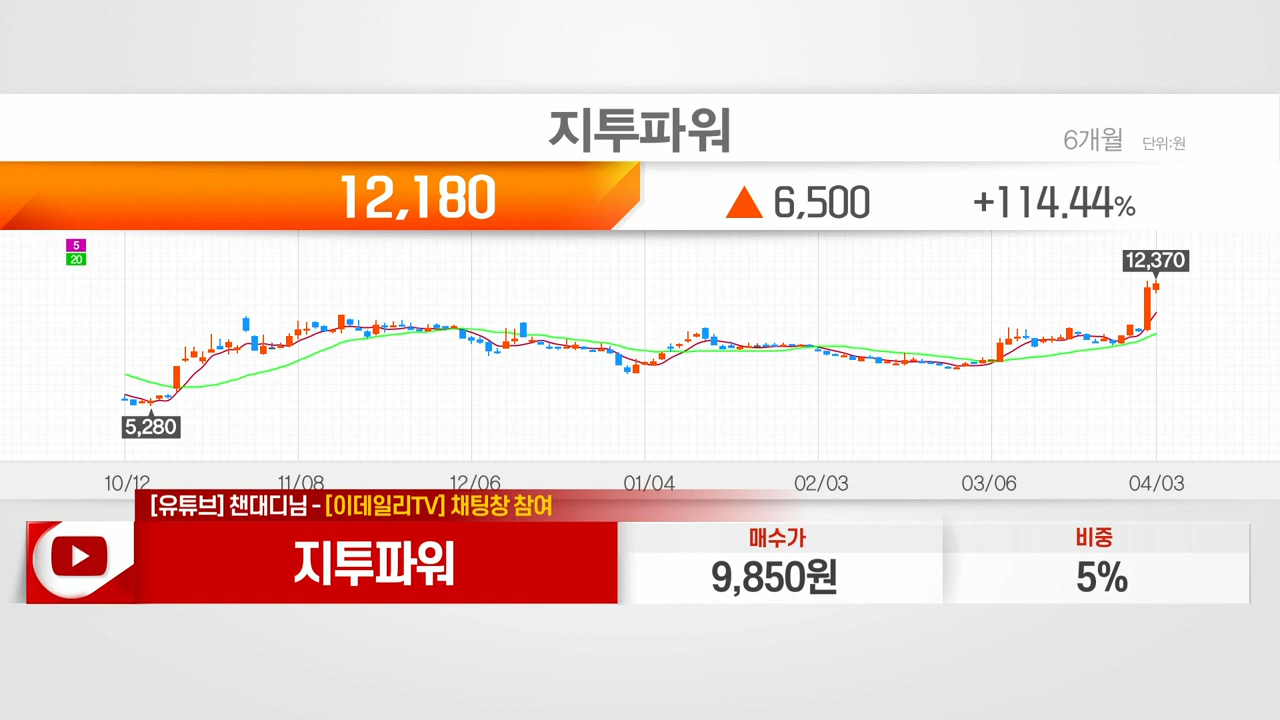 지투파워
6개월 단위:원
12,180 ▲ 6,500 +114.44%
5
20
12,370
5,280
10/12 11/08 12/06 01/04 02/03 03/06 04/03
[유튜브] 챈대디님 - [이데일리TV] 채팅창 참여
지투파워
매수가
9,850원
비중
5%